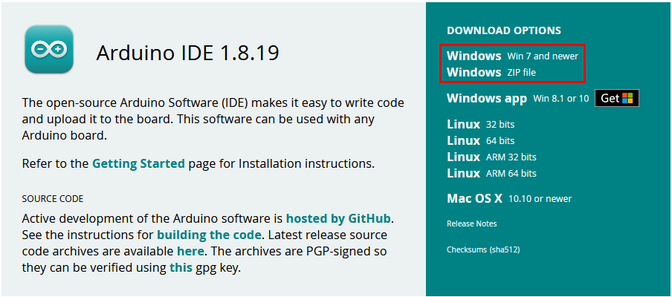 Arduino IDE 1.8.19
The open-source Arduino Software (IDE) makes it easy to write code
and upload it to the board. This software can be used with any
Arduino board.
Refer to the Getting Started page for Installation instructions.
SOURCE CODE
Active development of the Arduino software is hosted by GitHub.
See the instructions for building the code. Latest release source
code archives are available here. The archives are PGP-signed so
they can be verified using this gpg key.
DOWNLOAD OPTIONS
Windows Win 7 and newer
Windows ZIP file
Windows app Win 8.1 or 10 Get
Linux 32 bits
Linux 64 bits
Linux ARM 32 bits
Linux ARM 64 bits
Mac OS X 10.10 or newer
Release Notes
Checksums (sha512)